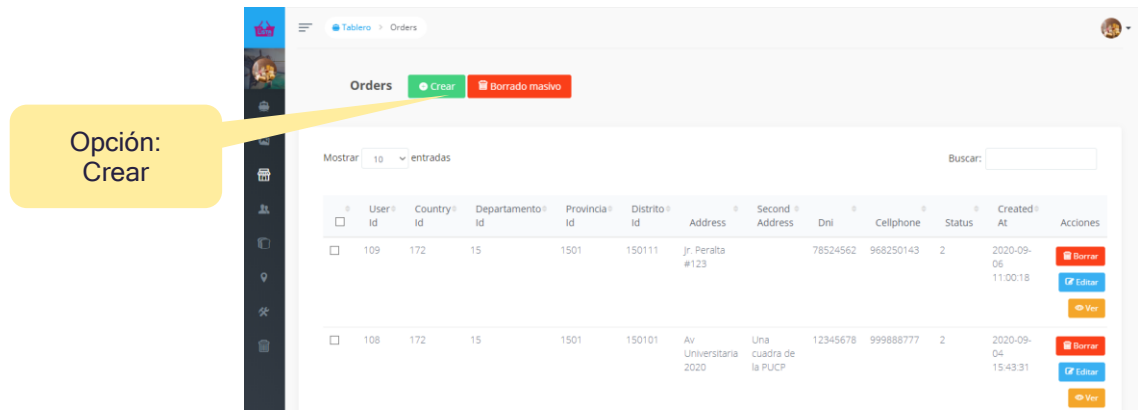 Tablero > Orders
Orders Crear Borrado masivo
Opción:
Crear
Mostrar 10 entradas Buscar:
User Id Country Id Departamento Id Provincia Id Distrito Id Address Second Address Dni Cellphone Status Created At Acciones
109 172 15 1501 150111 Jr. Peralta #123 78524562 968250143 2 2020-09-06 11:00:18 Borrar
Editar
Ver
108 172 15 1501 150101 Av Universitaria 2020 Una cuadra de la PUCP 12345678 999888777 2 2020-09-04 15:43:31 Borrar
Editar
Ver